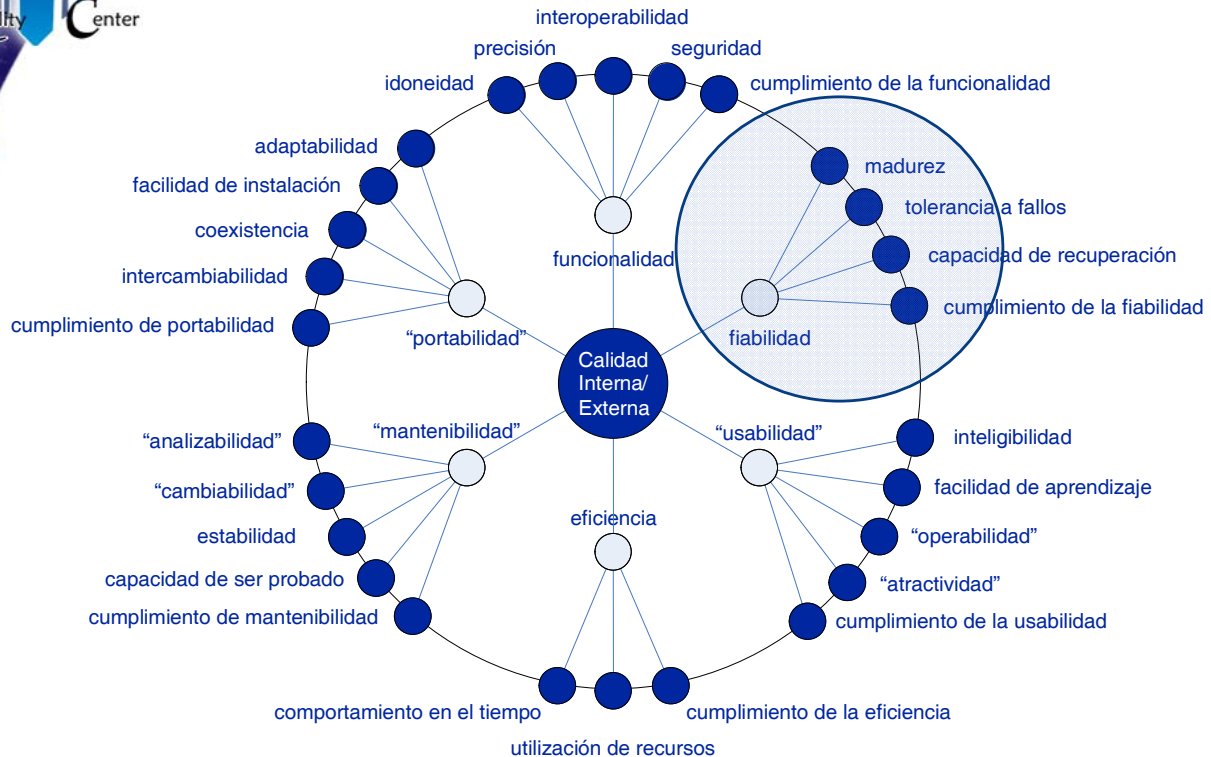 lity Center
interoperabilidad
precisión
seguridad
idoneidad
cumplimiento de la funcionalidad
adaptabilidad
madurez
facilidad de instalación
tolerancia a fallos
coexistencia
capacidad de recuperación
funcionalidad
intercambiabilidad
cumplimiento de la fiabilidad
cumplimiento de portabilidad
“portabilidad”
fiabilidad
Calidad
Interna/
Externa
“mantenibilidad”
“usabilidad”
“analizabilidad”
inteligibilidad
“cambiabilidad”
facilidad de aprendizaje
eficiencia
estabilidad
“operabilidad”
capacidad de ser probado
“atractividad”
cumplimiento de mantenibilidad
cumplimiento de la usabilidad
comportamiento en el tiempo
cumplimiento de la eficiencia
utilización de recursos